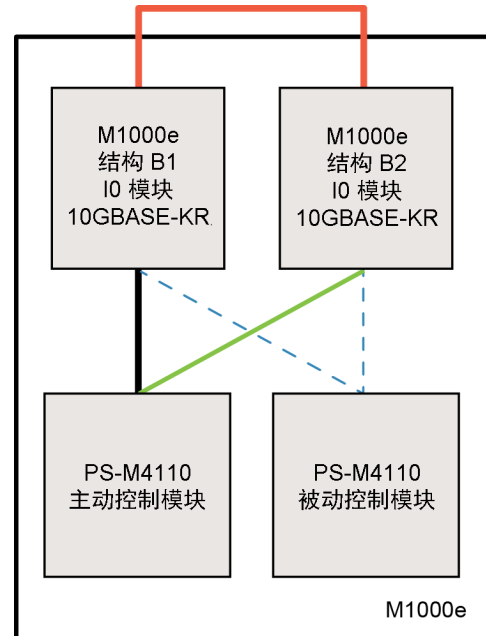 M1000e
结构 B1
I0 模块
10GBASE-KR.
M1000e
结构 B2
I0 模块
10GBASE-KR
PS-M4110
主动控制模块
PS-M4110
被动控制模块
M1000e